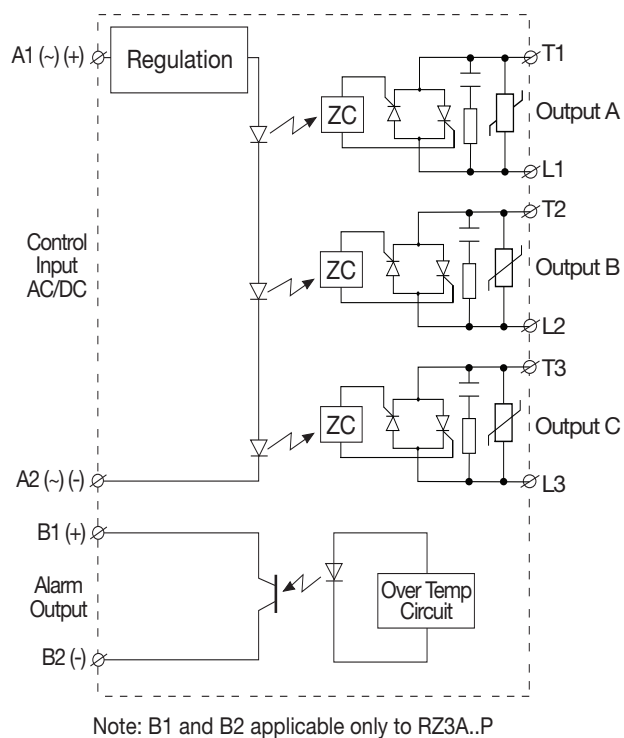 A1 (~) (+)
Regulation
T1
ZC
Output A
L1
T2
Control
Input
AC/DC
ZC
Output B
L2
T3
ZC
Output C
L3
A2 (~) (-)
B1 (+)
Alarm
Output
Over Temp
Circuit
B2 (-)
Note: B1 and B2 applicable only to RZ3A..P